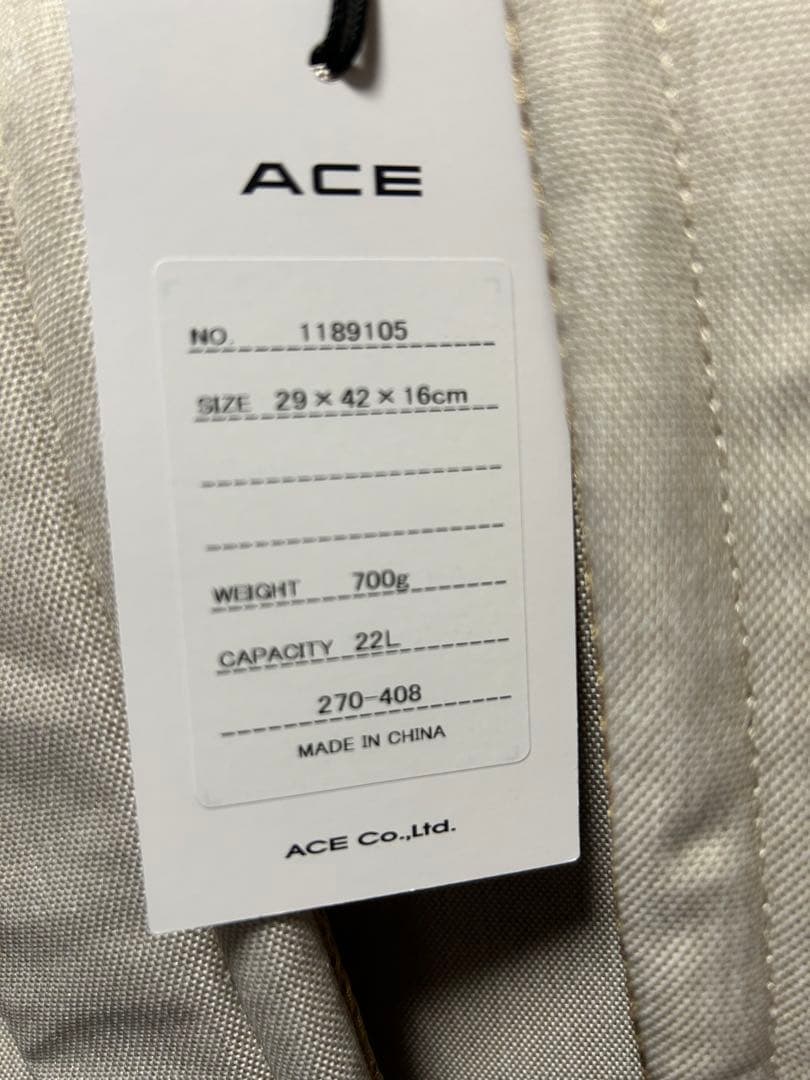 ACE
NO. 1189105
SIZE 29 × 42 × 16cm
WEIGHT 700g
CAPACITY 22L
270-408
MADE IN CHINA
ACE Co.,Ltd.